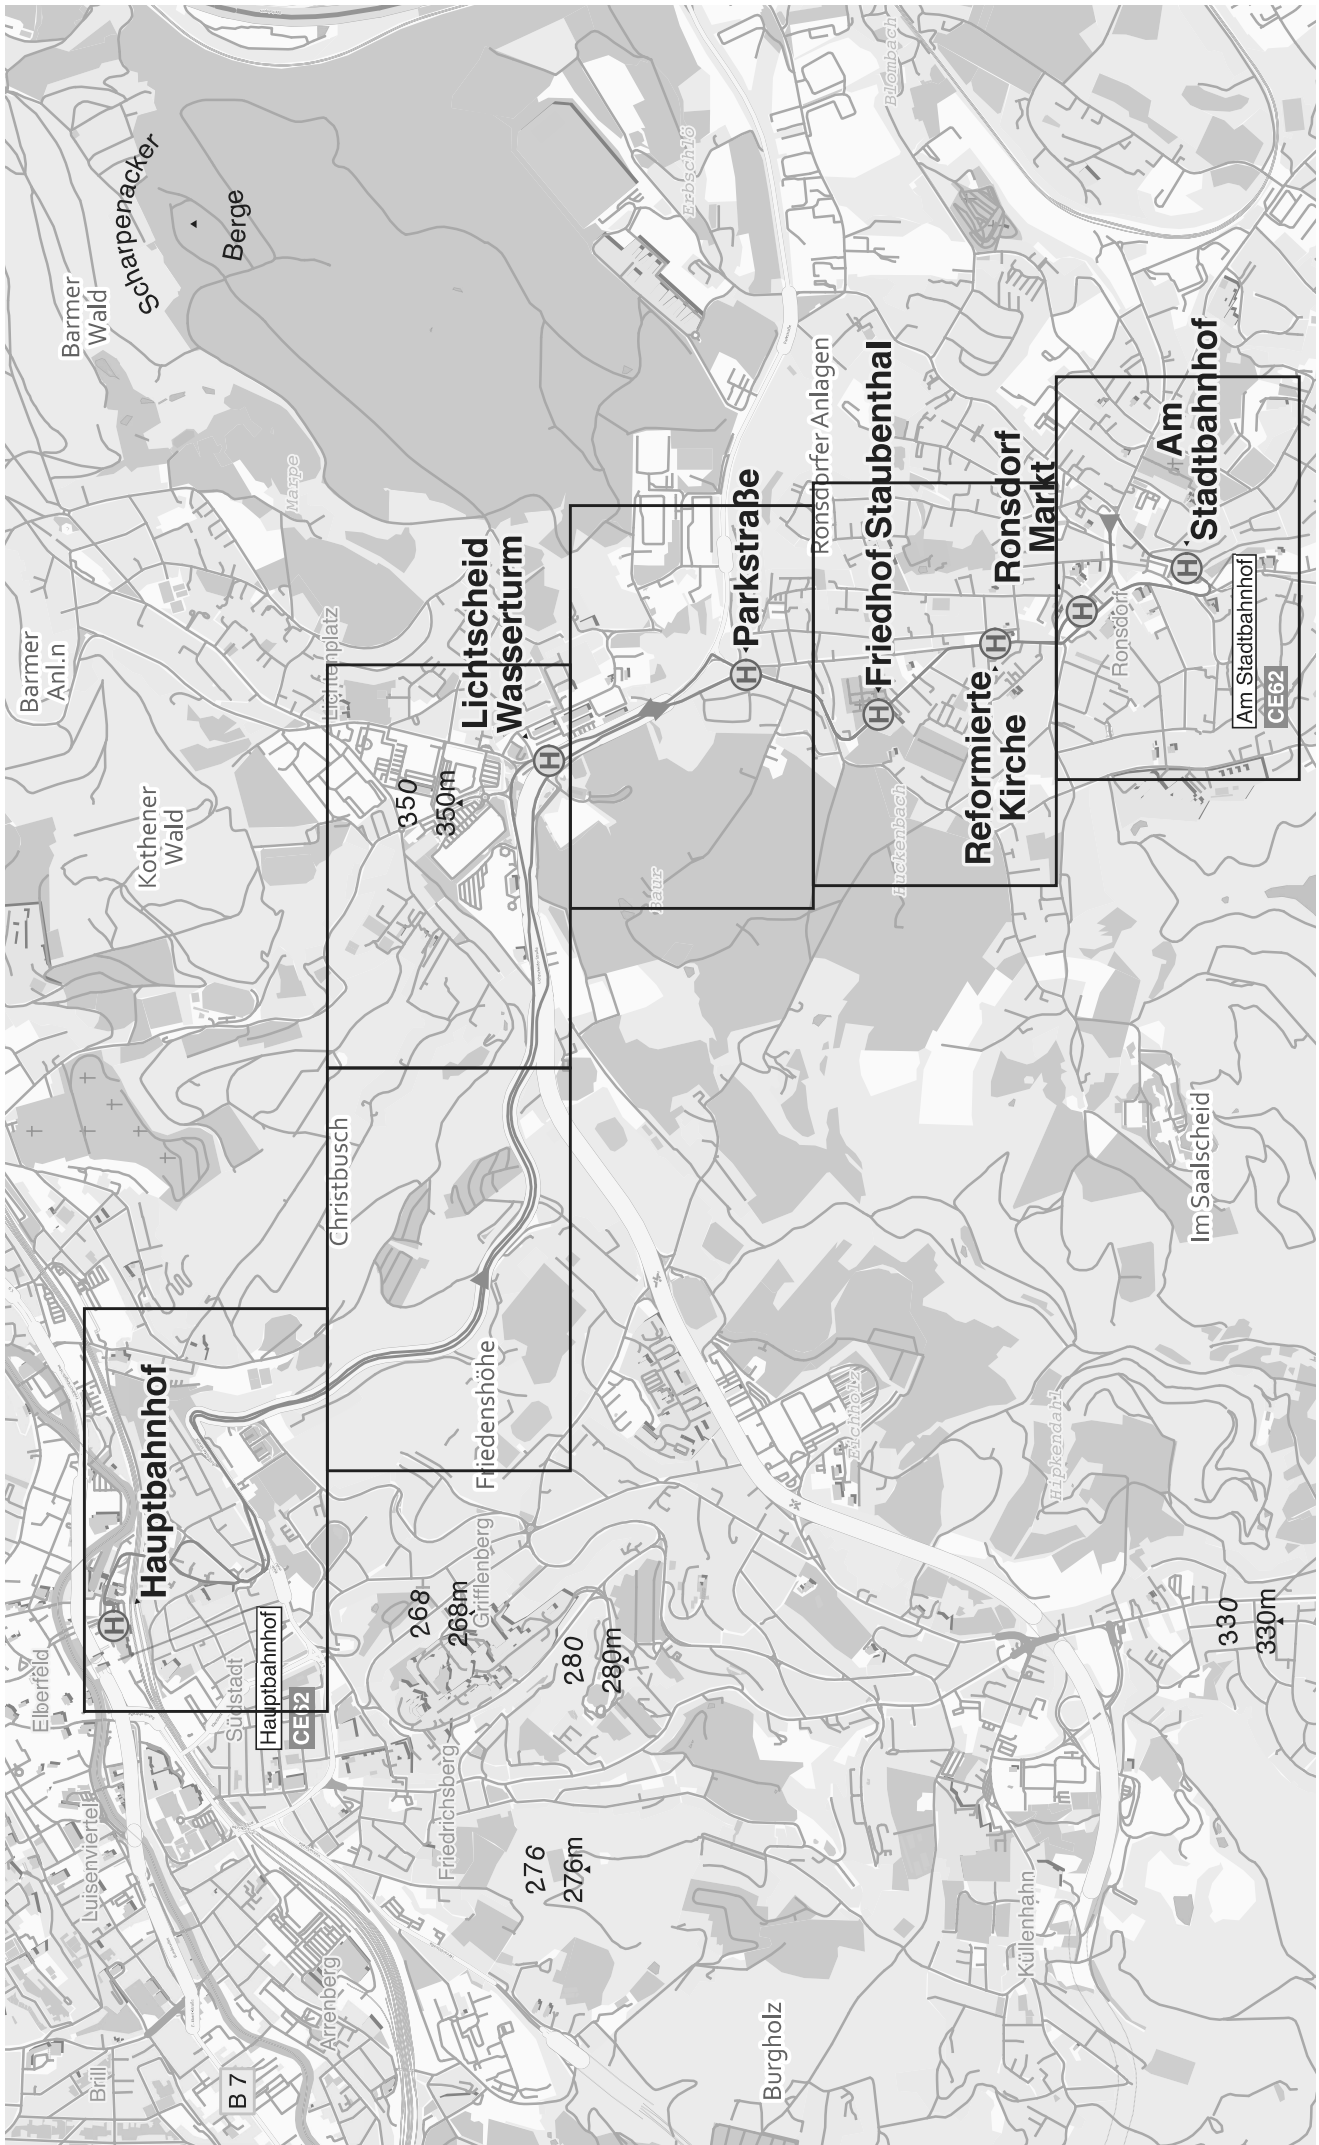 Brill
B 7
Arrenberg
Luisenviertel
Elberfeld
Südstadt
Hauptbahnhof
CE62
Hauptbahnhof
Friedrichsberg
276
276m
268
268m
Grifflenberg
280
280m
Friedenshöhe
Christbusch
Burgholz
Küllenhahn
330
330m
Hipkendahl
Eichholz
Im Saalscheid
Kothener
Wald
Barmer
Anl.n
Lichtenplatz
350
350m
Lichtscheid
Wasserturm
Marpe
Barmer
Wald
Scharpenacker
Berge
Baur
Parkstraße
Ronsdorfer Anlagen
Friedhof Staubenthal
Huckenbach
Reformierte
Kirche
Ronsdorf
Markt
Ronsdorf
Am
Stadtbahnhof
Am Stadtbahnhof
CE62
Erbschlö
Blombach
H
H
H
H
H
H
H